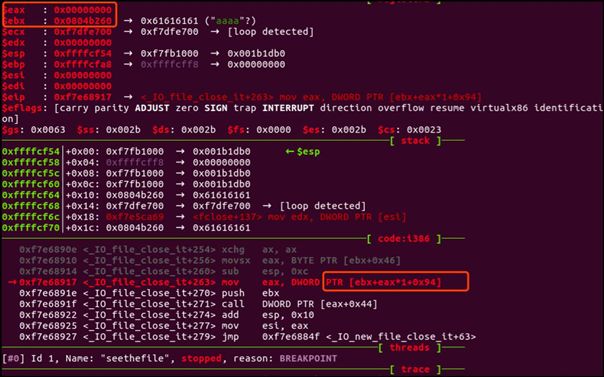 [ registers ]
$eax : 0x00000000
$ebx : 0x0804b260 → 0x61616161 ("aaaa"?)
$ecx : 0xf7dfe700 → 0xf7dfe700 → [loop detected]
$edx : 0x00000000
$esp : 0xffffcf54 → 0xf7fb1000 → 0x001b1db0
$ebp : 0xffffcfa8 → 0xffffcff8 → 0x00000000
$esi : 0x00000000
$edi : 0x00000000
$eip : 0xf7e68917 → <_IO_file_close_it+263> mov eax, DWORD PTR [ebx+eax*1+0x94]
$eflags: [carry parity ADJUST zero SIGN trap INTERRUPT direction overflow resume virtualx86 identificati
on]
$gs: 0x0063 $ss: 0x002b $ds: 0x002b $fs: 0x0000 $es: 0x002b $cs: 0x0023
[ stack ]
0xffffcf54│+0x00: 0xf7fb1000 → 0x001b1db0 ←$esp
0xffffcf58│+0x04: 0xffffcff8 → 0x00000000
0xffffcf5c│+0x08: 0xf7fb1000 → 0x001b1db0
0xffffcf60│+0x0c: 0xf7fb1000 → 0x001b1db0
0xffffcf64│+0x10: 0x0804b260 → 0x61616161
0xffffcf68│+0x14: 0xf7dfe700 → 0xf7dfe700 → [loop detected]
0xffffcf6c│+0x18: 0xf7e5ca69 → <fclose+137> mov edx, DWORD PTR [esi]
0xffffcf70│+0x1c: 0x0804b260 → 0x61616161
[ code:i386 ]
0xf7e6890e <_IO_file_close_it+254> xchg ax, ax
0xf7e68910 <_IO_file_close_it+256> movsx eax, BYTE PTR [ebx+0x46]
0xf7e68914 <_IO_file_close_it+260> sub esp, 0xc
→0xf7e68917 <_IO_file_close_it+263> mov eax, DWORD PTR [ebx+eax*1+0x94]
0xf7e6891e <_IO_file_close_it+270> push ebx
0xf7e6891f <_IO_file_close_it+271> call DWORD PTR [eax+0x44]
0xf7e68922 <_IO_file_close_it+274> add esp, 0x10
0xf7e68925 <_IO_file_close_it+277> mov esi, eax
0xf7e68927 <_IO_file_close_it+279> jmp 0xf7e6884f <_IO_new_file_close_it+63>
[ threads ]
[#0] Id 1, Name: "seethefile", stopped, reason: BREAKPOINT
[ trace ]